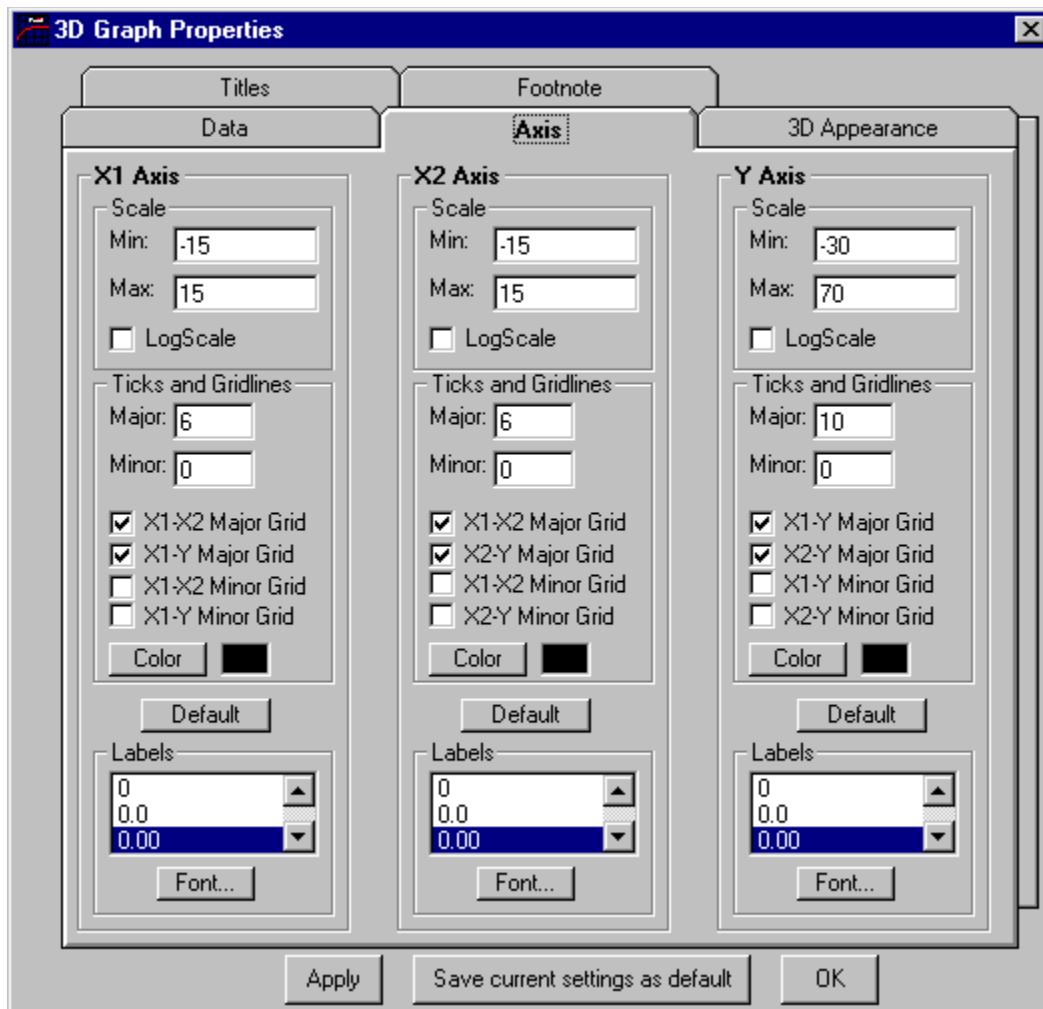 3D Graph Properties
Titles
Footnote
Data
Axis
3D Appearance
X1 Axis
Scale
Min: -15
Max: 15
LogScale
Ticks and Gridlines
Major: 6
Minor: 0
X1-X2 Major Grid
X1-Y Major Grid
X1-X2 Minor Grid
X1-Y Minor Grid
Color
Default
Labels
0
0.0
0.00
Font...
X2 Axis
Scale
Min: -15
Max: 15
LogScale
Ticks and Gridlines
Major: 6
Minor: 0
X1-X2 Major Grid
X2-Y Major Grid
X1-X2 Minor Grid
X2-Y Minor Grid
Color
Default
Labels
0
0.0
0.00
Font...
Y Axis
Scale
Min: -30
Max: 70
LogScale
Ticks and Gridlines
Major: 10
Minor: 0
X1-Y Major Grid
X2-Y Major Grid
X1-Y Minor Grid
X2-Y Minor Grid
Color
Default
Labels
0
0.0
0.00
Font...
Apply
Save current settings as default
OK